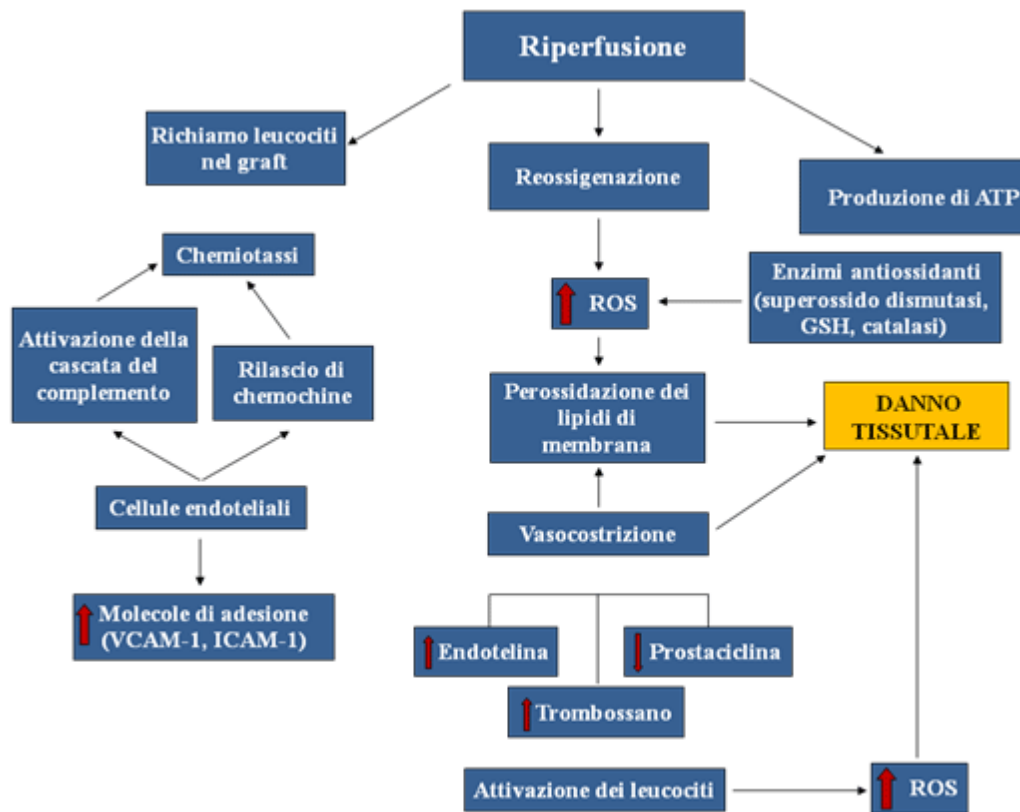 Riperfusione
Richiamo leucociti
nel graft
Reossigenazione
Produzione di ATP
Chemiotassi
Enzimi antiossidanti
(superossido dismutasi,
GSH, catalasi)
ROS
Attivazione della
cascata del
complemento
Rilascio di
chemochine
Perossidazione dei
lipidi di
membrana
DANNO
TISSUTALE
Cellule endoteliali
Vasocostrizione
Molecole di adesione
(VCAM-1, ICAM-1)
Endotelina
Prostaciclina
Trombossano
Attivazione dei leucociti
ROS